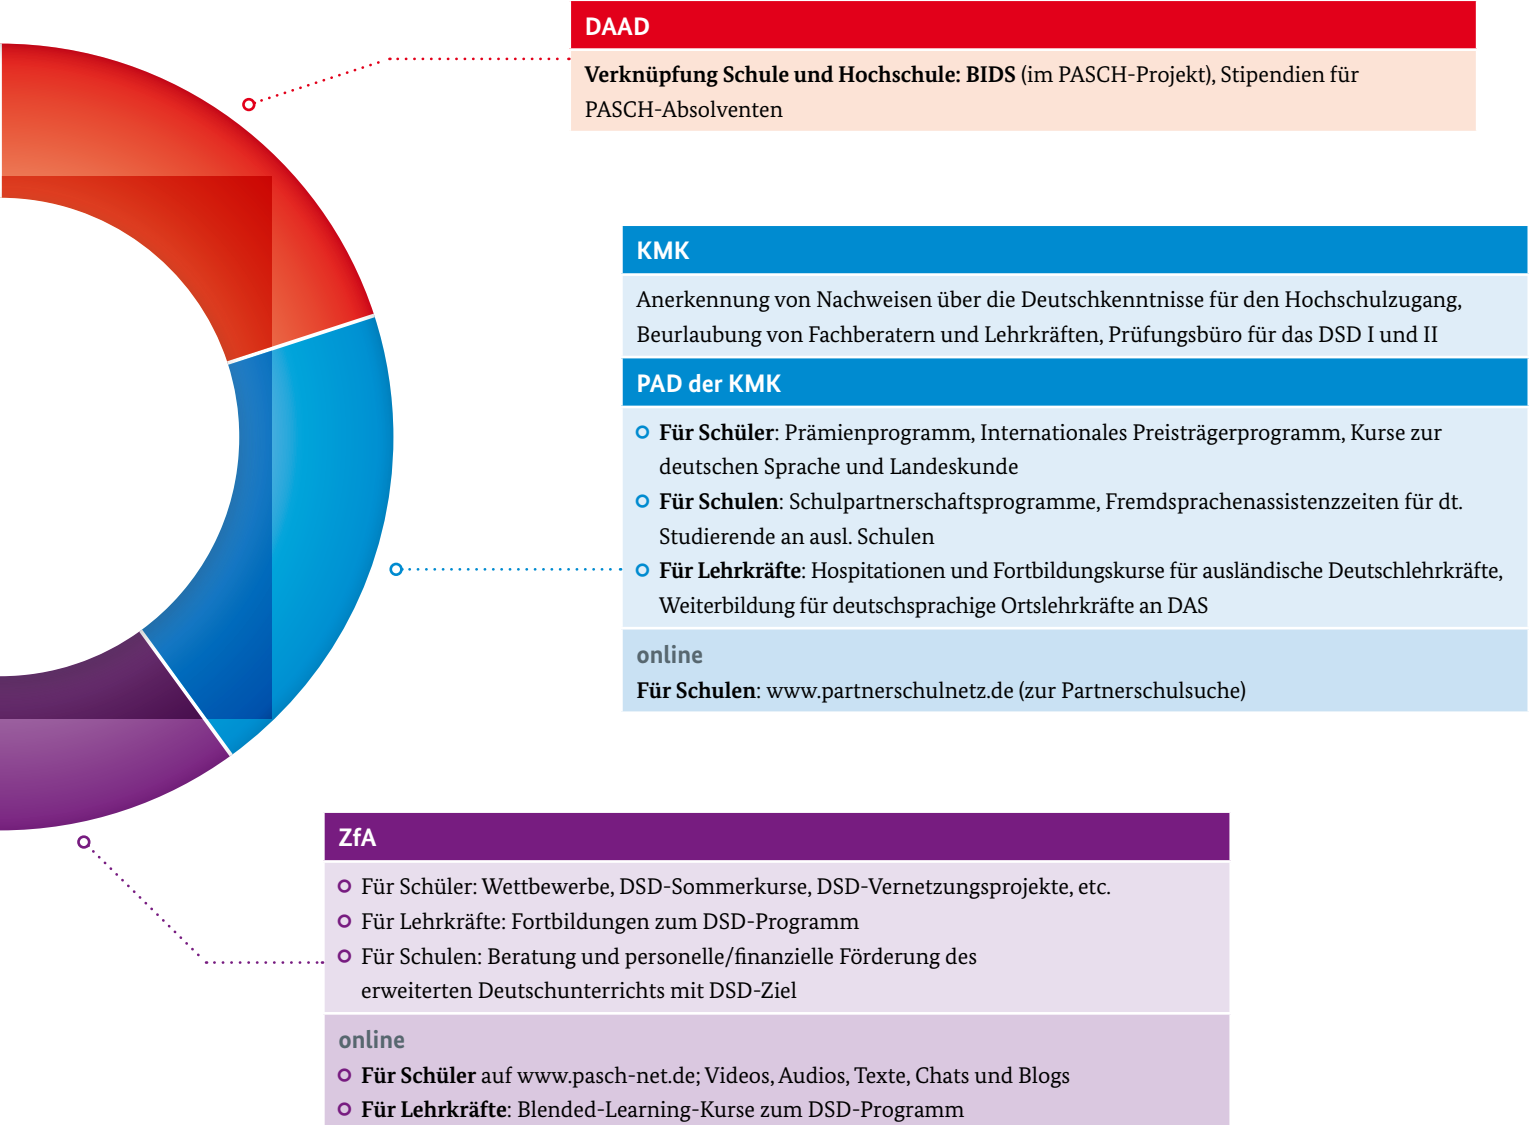 DAAD
Verknüpfung Schule und Hochschule: BIDS (im PASCH-Projekt), Stipendien für
PASCH-Absolventen
KMK
Anerkennung von Nachweisen über die Deutschkenntnisse für den Hochschulzugang,
Beurlaubung von Fachberatern und Lehrkräften, Prüfungsbüro für das DSD I und II
PAD der KMK
Für Schüler: Prämienprogramm, Internationales Preisträgerprogramm, Kurse zur
deutschen Sprache und Landeskunde
Für Schulen: Schulpartnerschaftsprogramme, Fremdsprachenassistenzzeiten für dt.
Studierende an ausl. Schulen
Für Lehrkräfte: Hospitationen und Fortbildungskurse für ausländische Deutschlehrkräfte,
Weiterbildung für deutschsprachige Ortslehrkräfte an DAS
online
Für Schulen: www.partnerschulnetz.de (zur Partnerschulsuche)
ZfA
Für Schüler: Wettbewerbe, DSD-Sommerkurse, DSD-Vernetzungsprojekte, etc.
Für Lehrkräfte: Fortbildungen zum DSD-Programm
Für Schulen: Beratung und personelle/finanzielle Förderung des
erweiterten Deutschunterrichts mit DSD-Ziel
online
Für Schüler auf www.pasch-net.de; Videos, Audios, Texte, Chats und Blogs
Für Lehrkräfte: Blended-Learning-Kurse zum DSD-Programm